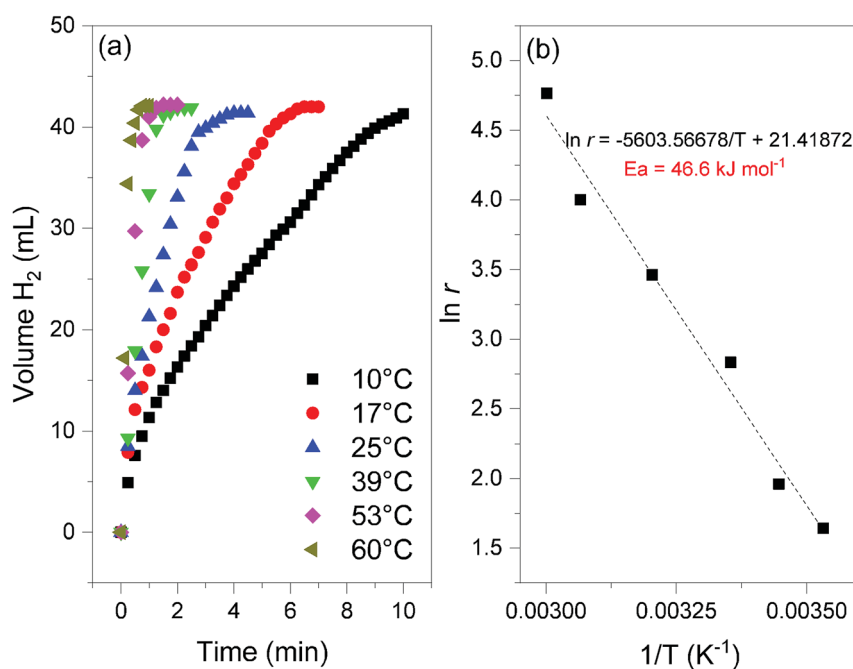 (a)
50
40
30
20
10
0
Volume H₂ (mL)
0 2 4 6 8 10
Time (min)
10°C
17°C
25°C
39°C
53°C
60°C
(b)
5.0
4.5
4.0
3.5
3.0
2.5
2.0
1.5
ln r
ln r = -5603.56678/T + 21.41872
Ea = 46.6 kJ mol⁻¹
0.00300 0.00325 0.00350
1/T (K⁻¹)